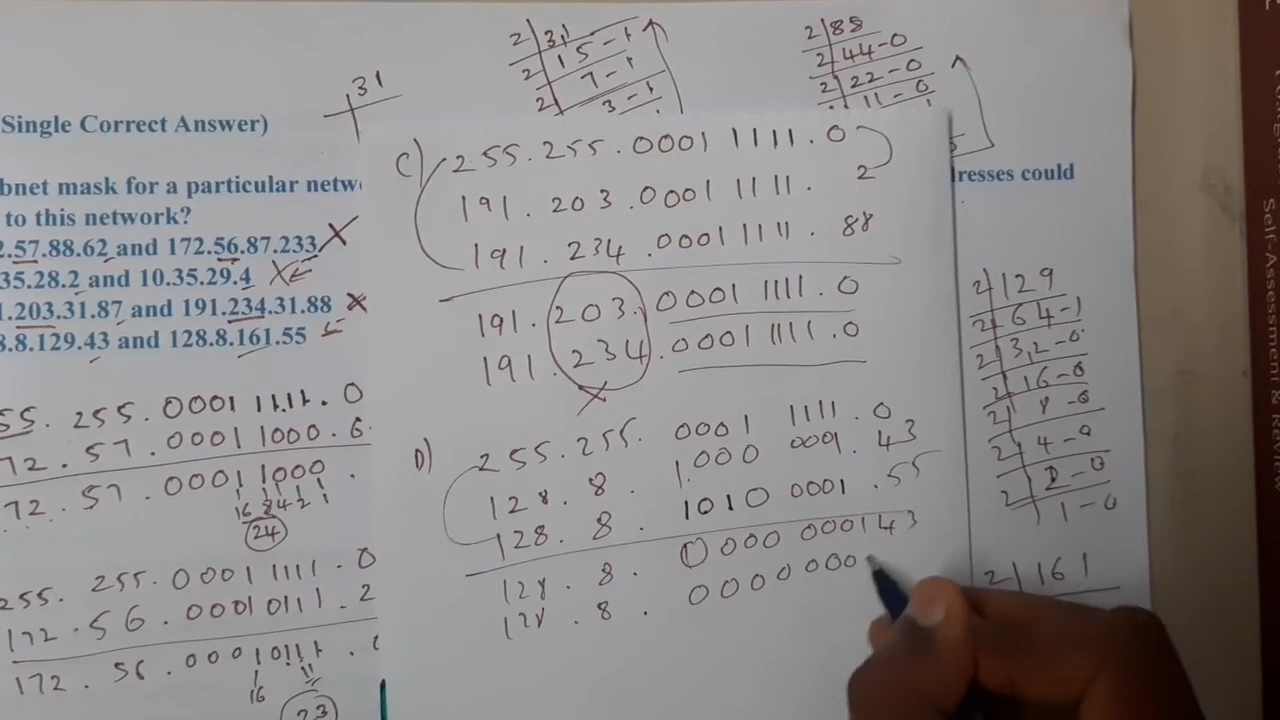 2 31
2 15-1
2 7-1
2 3-1
2 88
2 44-0
2 22-0
11-0
31
Single Correct Answer)
bnet mask for a particular netw
resses could
to this network?
2.57.88.62 and 172.56.87.233 X
35.28.2 and 10.35.29.4 X
.203.31.87 and 191.234.31.88 X
8.8.129.43 and 128.8.161.55
55. 255. 0001 1111. 0
72. 57. 0001 1000. 6
72. 57. 0001 1000.
16 8 4 2 1
24
255. 255. 0001 1111. 0
172. 56. 0001 0111. 2
172. 56. 0001 0111.
16
23
C) 255. 255. 0001 1111. 0
191. 203. 0001 1111. 2
191. 234. 0001 1111. 88
191. 203. 0001 1111. 0
191. 234. 0001 1111. 0
X
D) 255. 255. 0001 1111. 0
128. 8. 1000 0001. 43
128. 8. 1010 0001. 55
128. 8. 0000 0001 43
128. 8. 0000 000
2 129
2 64-1
2 32-0
2 16-0
2 8-0
2 4-0
2 2-0
1-0
2 161
Self-Assessment & Review